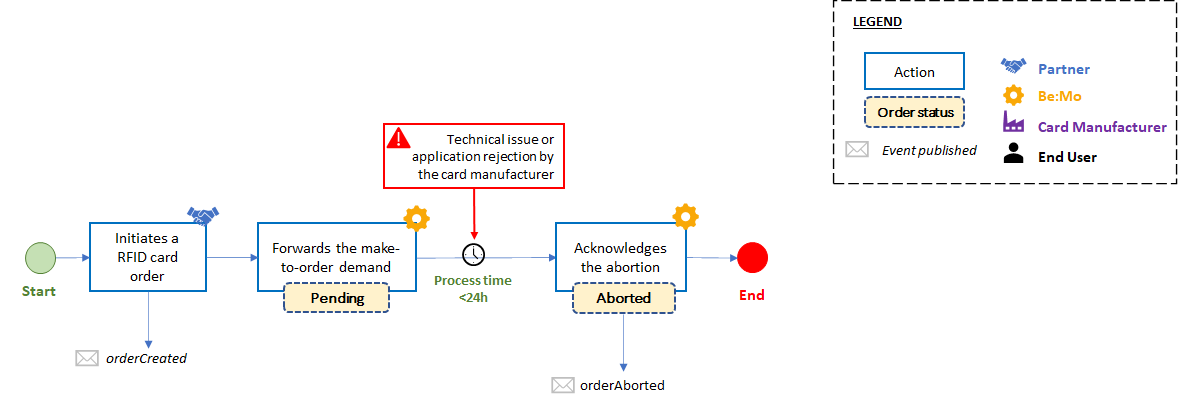 LEGEND
Action
Order status
Event published
Partner
Be:Mo
Card Manufacturer
End User
Technical issue or
application rejection by
the card manufacturer
Start
Initiates a
RFID card
order
orderCreated
Forwards the make-
to-order demand
Pending
Process time
<24h
Acknowledges
the abortion
Aborted
orderAborted
End